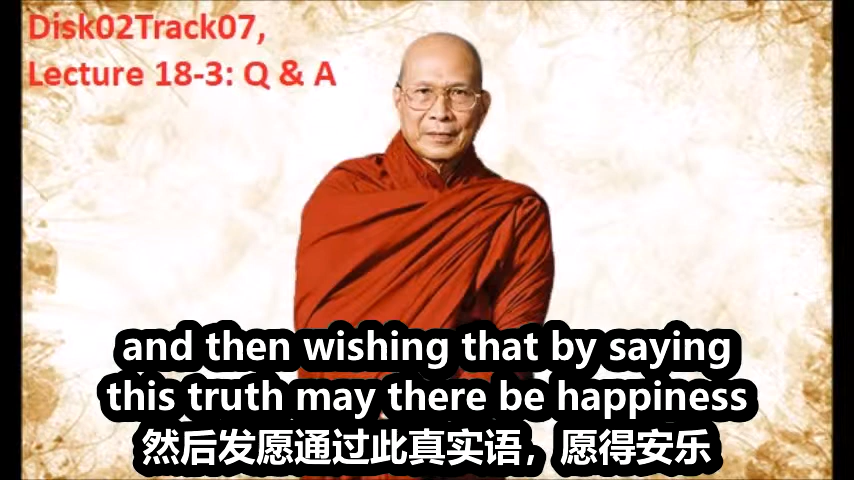 Disk02Track07,
Lecture 18-3: Q & A
and then wishing that by saying
this truth may there be happiness
然后发愿通过此真实语，愿得安乐